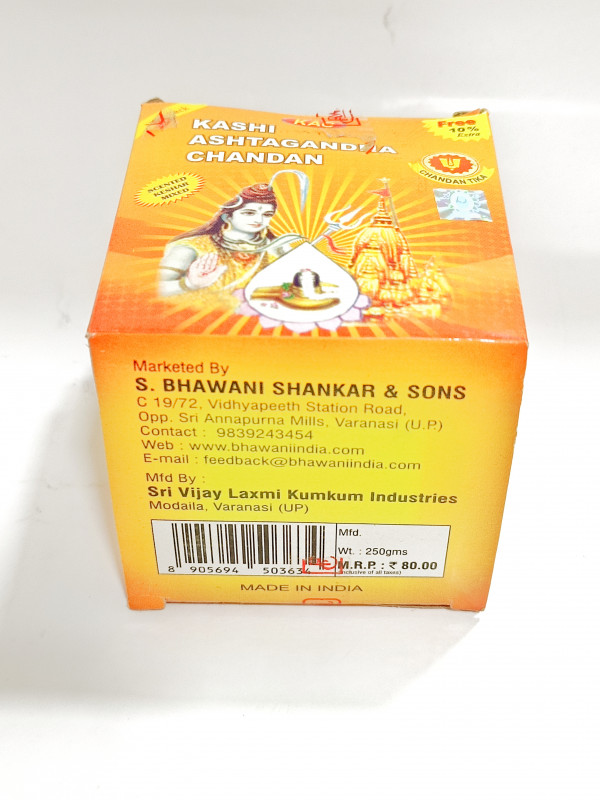 Free
10%
Extra
KASHI
ASHTAGANDHA
CHANDAN
SCENTED
KESHAR
MIXED
CHANDAN TIKA
Marketed By
S. BHAWANI SHANKAR & SONS
C 19/72, Vidhyapeeth Station Road,
Opp. Sri Annapurna Mills, Varanasi (U.P.)
Contact : 9839243454
Web : www.bhawaniindia.com
E-mail : feedback@bhawaniindia.com
Mfd By :
Sri Vijay Laxmi Kumkum Industries
Modaila, Varanasi (UP)
Mfd.
Wt. : 250gms
M.R.P. : ₹ 80.00
(inclusive of all taxes)
8 905694 503634
MADE IN INDIA